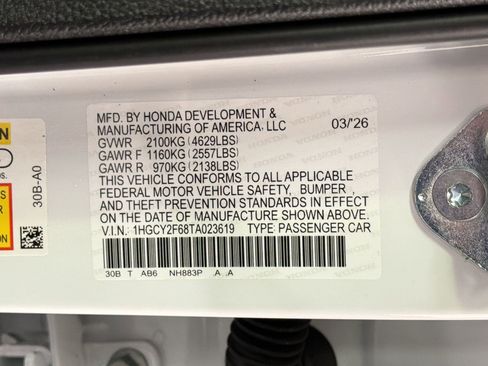 MFD. BY HONDA DEVELOPMENT &
MANUFACTURING OF AMERICA, LLC 03/'26
GVWR 2100KG (4629LBS)
GAWR F 1160KG (2557LBS)
GAWR R 970KG (2138LBS)
THIS VEHICLE CONFORMS TO ALL APPLICABLE
FEDERAL MOTOR VEHICLE SAFETY, BUMPER ,
AND THEFT PREVENTION STANDARDS IN EFFECT
ON THE DATE OF MANUFACTURE SHOWN ABOVE.
V.I.N.: 1HGCY2F68TA023619 TYPE: PASSENGER CAR
30B T AB6 NH883P .A .A
30B-A0